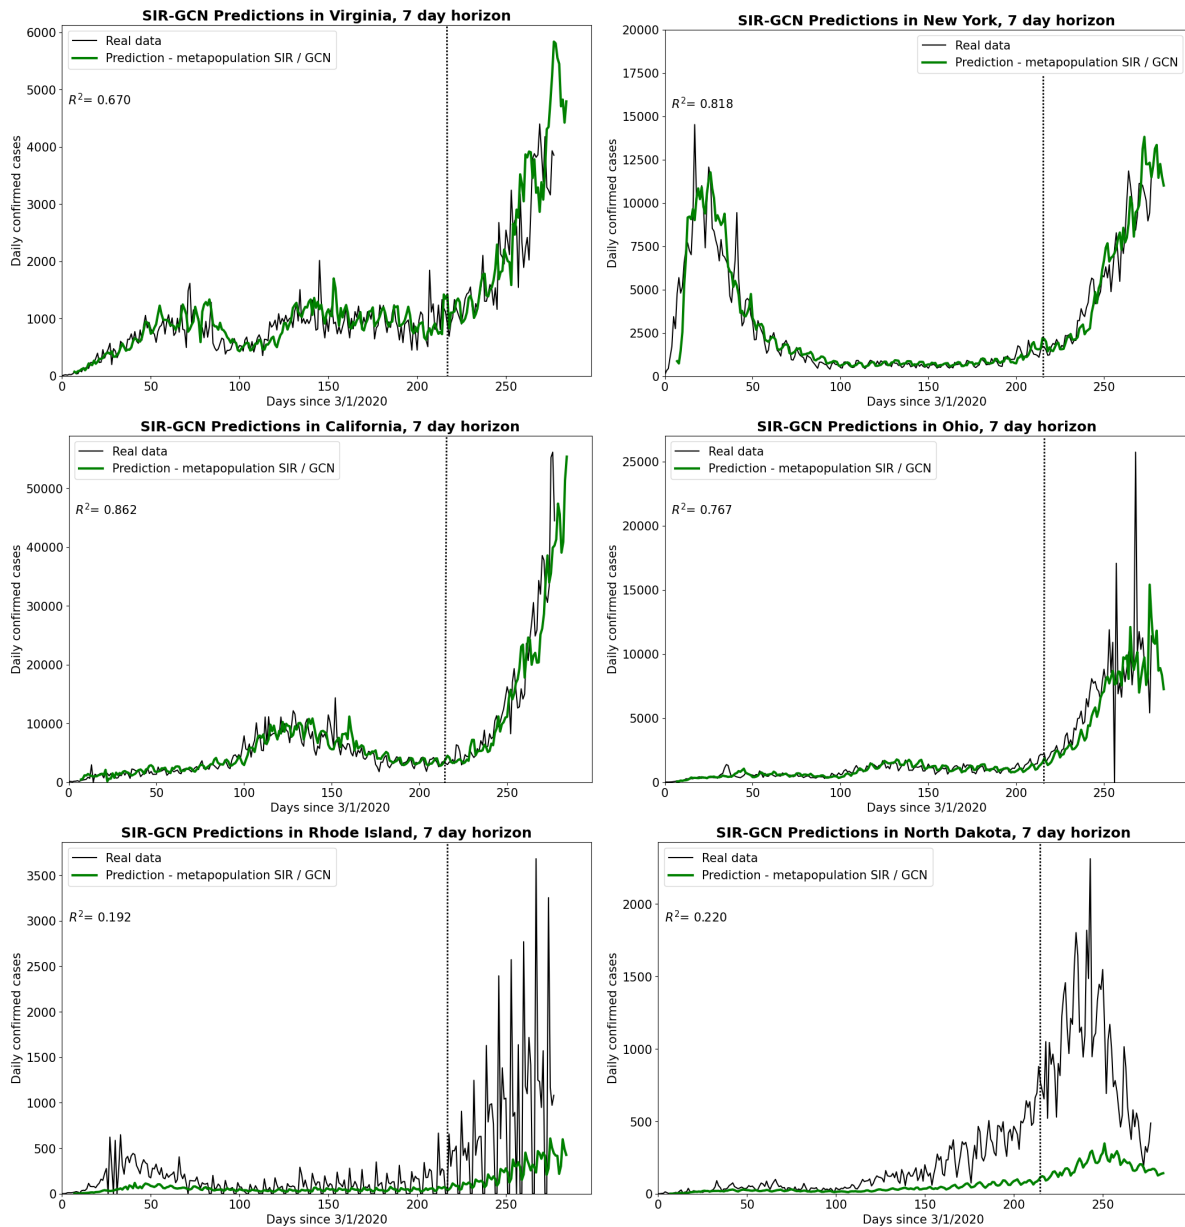 SIR-GCN Predictions in Virginia, 7 day horizon
Real data
Prediction - metapopulation SIR / GCN
R²= 0.670
Daily confirmed cases
6000
5000
4000
3000
2000
1000
0
0 50 100 150 200 250
Days since 3/1/2020
SIR-GCN Predictions in New York, 7 day horizon
Real data
Prediction - metapopulation SIR / GCN
R²= 0.818
Daily confirmed cases
20000
17500
15000
12500
10000
7500
5000
2500
0
0 50 100 150 200 250
Days since 3/1/2020
SIR-GCN Predictions in California, 7 day horizon
Real data
Prediction - metapopulation SIR / GCN
R²= 0.862
Daily confirmed cases
50000
40000
30000
20000
10000
0
0 50 100 150 200 250
Days since 3/1/2020
SIR-GCN Predictions in Ohio, 7 day horizon
Real data
Prediction - metapopulation SIR / GCN
R²= 0.767
Daily confirmed cases
25000
20000
15000
10000
5000
0
0 50 100 150 200 250
Days since 3/1/2020
SIR-GCN Predictions in Rhode Island, 7 day horizon
Real data
Prediction - metapopulation SIR / GCN
R²= 0.192
Daily confirmed cases
3500
3000
2500
2000
1500
1000
500
0
0 50 100 150 200 250
Days since 3/1/2020
SIR-GCN Predictions in North Dakota, 7 day horizon
Real data
Prediction - metapopulation SIR / GCN
R²= 0.220
Daily confirmed cases
2000
1500
1000
500
0
0 50 100 150 200 250
Days since 3/1/2020